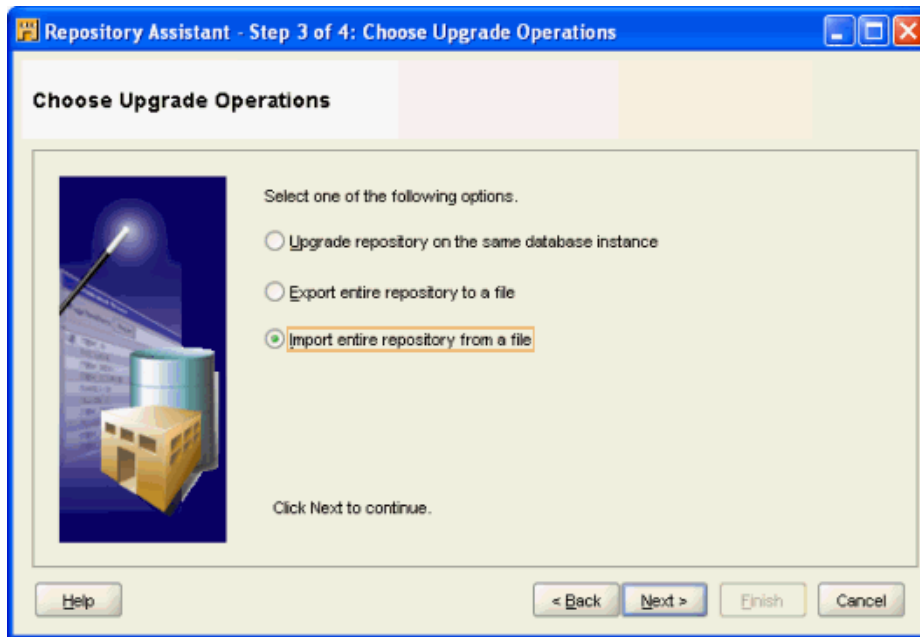 Repository Assistant - Step 3 of 4: Choose Upgrade Operations
Choose Upgrade Operations
Select one of the following options.
Upgrade repository on the same database instance
Export entire repository to a file
Import entire repository from a file
Click Next to continue.
Help
< Back
Next >
Finish
Cancel